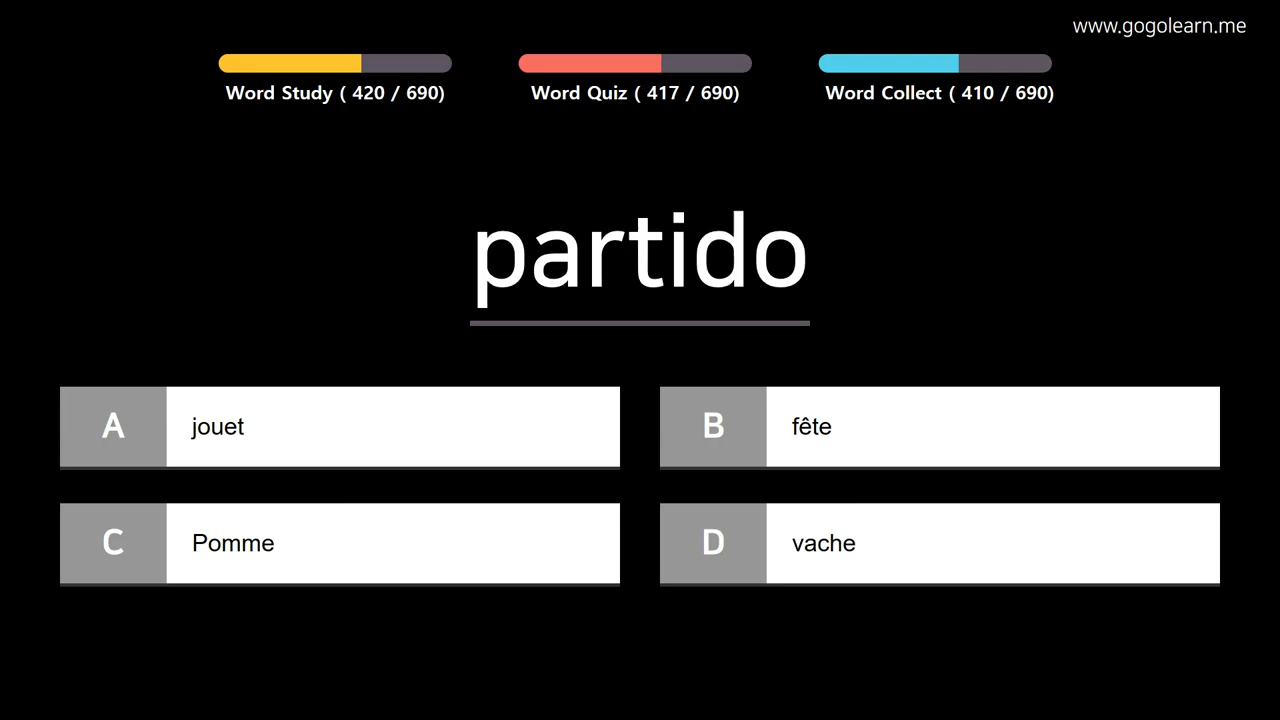 www.gogolearn.me
Word Study ( 420 / 690)
Word Quiz ( 417 / 690)
Word Collect ( 410 / 690)
partido
A jouet
B fête
C Pomme
D vache